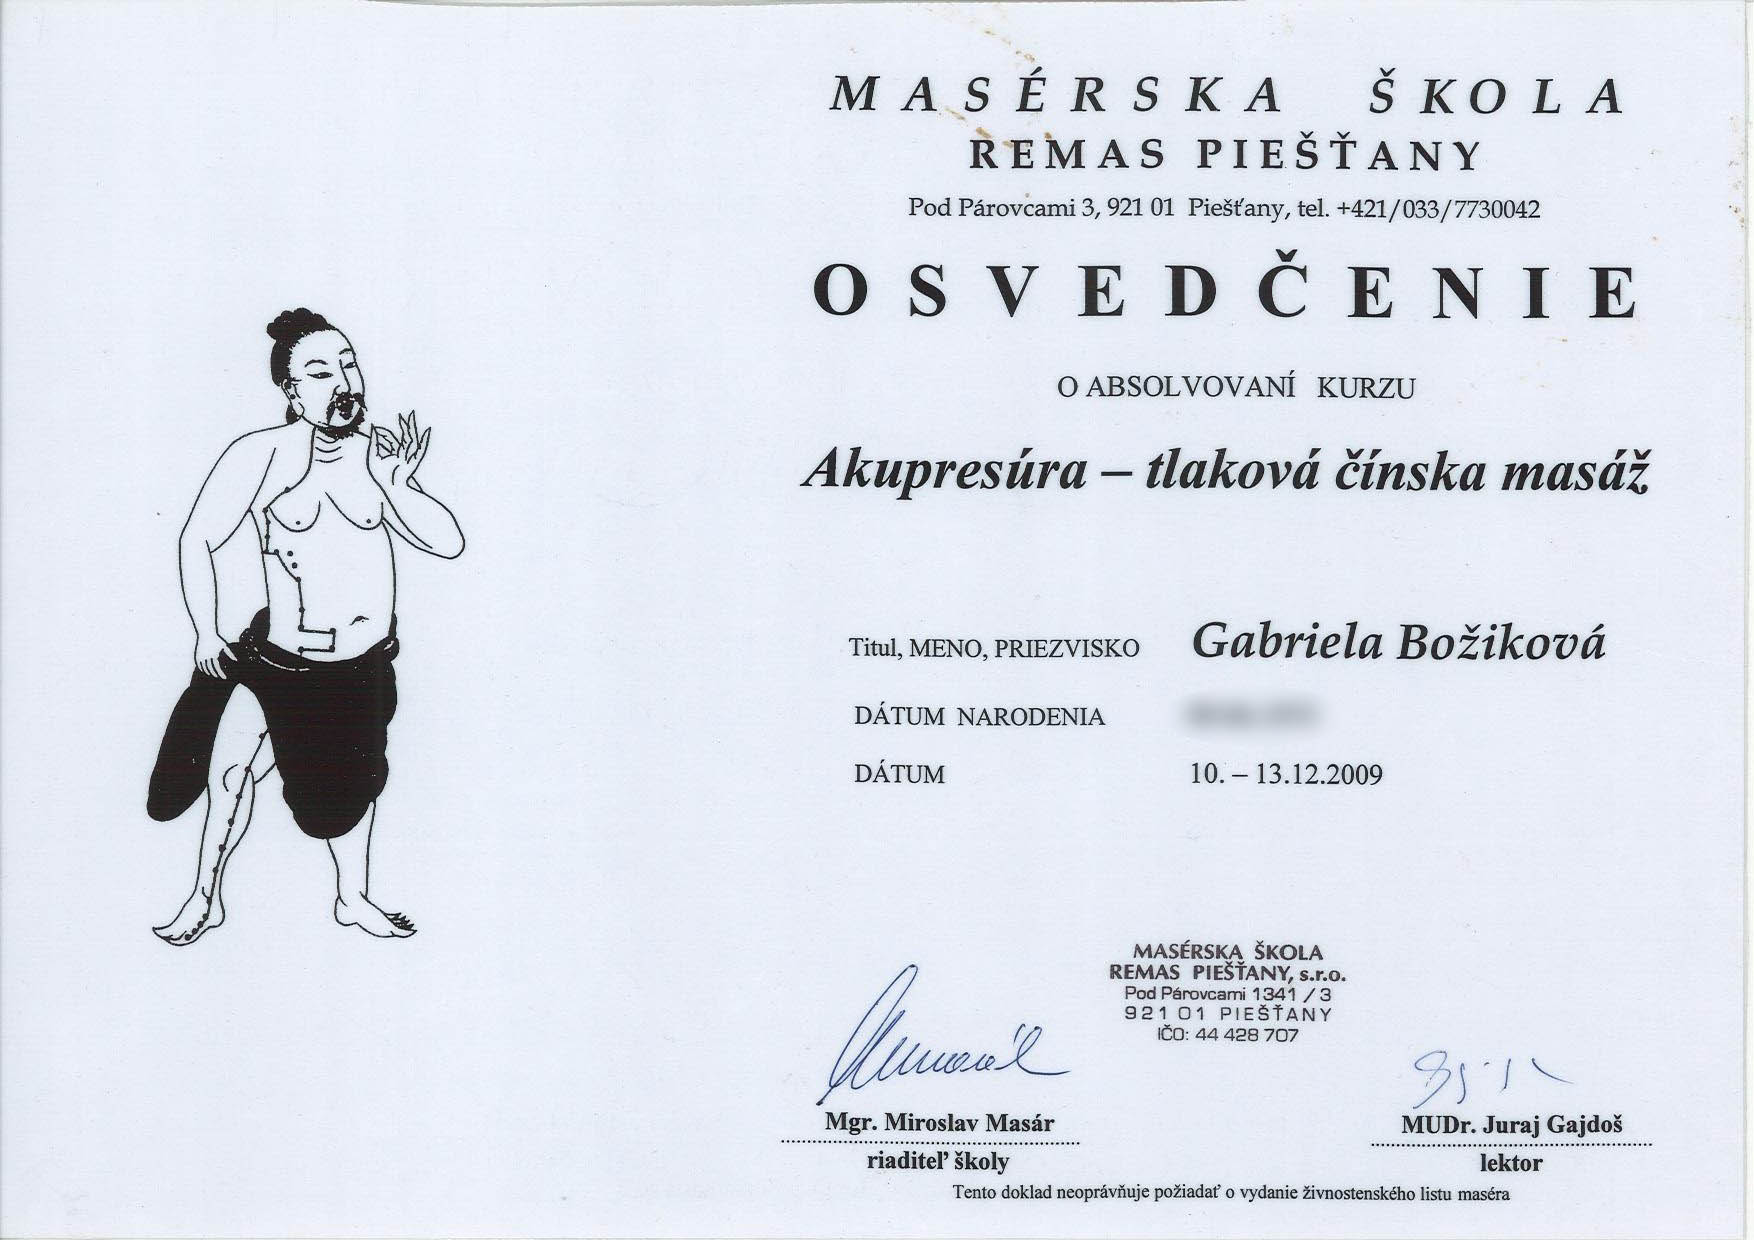 MASÉRSKA ŠKOLA
REMAS PIEŠŤANY
Pod Párovcami 3, 921 01 Piešťany, tel. +421/033/7730042
OSVEDČENIE
O ABSOLVOVANÍ KURZU
Akupresúra – tlaková čínska masáž
Titul, MENO, PRIEZVISKO Gabriela Božiková
DÁTUM NARODENIA
DÁTUM 10. – 13.12.2009
MASÉRSKA ŠKOLA
REMAS PIEŠŤANY, s.r.o.
Pod Párovcami 1341 / 3
921 01 PIEŠŤANY
IČO: 44 428 707
Mgr. Miroslav Masár
riaditeľ školy
MUDr. Juraj Gajdoš
lektor
Tento doklad neoprávňuje požiadať o vydanie živnostenského listu maséra